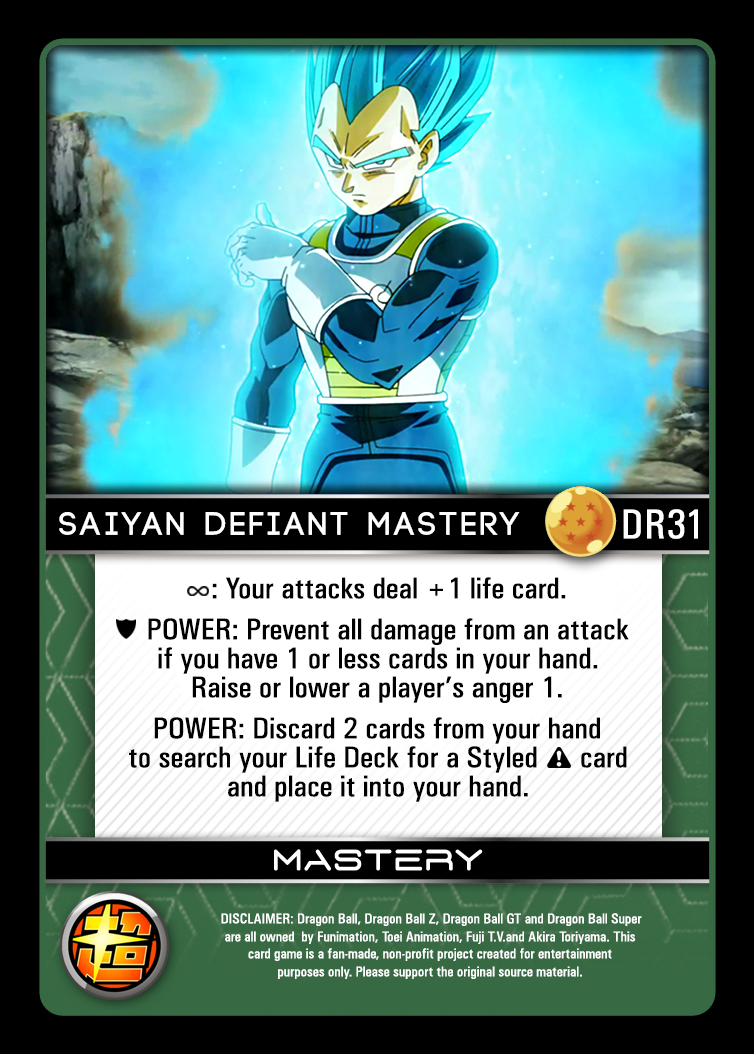 SAIYAN DEFIANT MASTERY DR31
∞: Your attacks deal +1 life card.
POWER: Prevent all damage from an attack
if you have 1 or less cards in your hand.
Raise or lower a player's anger 1.
POWER: Discard 2 cards from your hand
to search your Life Deck for a Styled ⚠ card
and place it into your hand.
MASTERY
超
DISCLAIMER: Dragon Ball, Dragon Ball Z, Dragon Ball GT and Dragon Ball Super
are all owned by Funimation, Toei Animation, Fuji T.V.and Akira Toriyama. This
card game is a fan-made, non-profit project created for entertainment
purposes only. Please support the original source material.